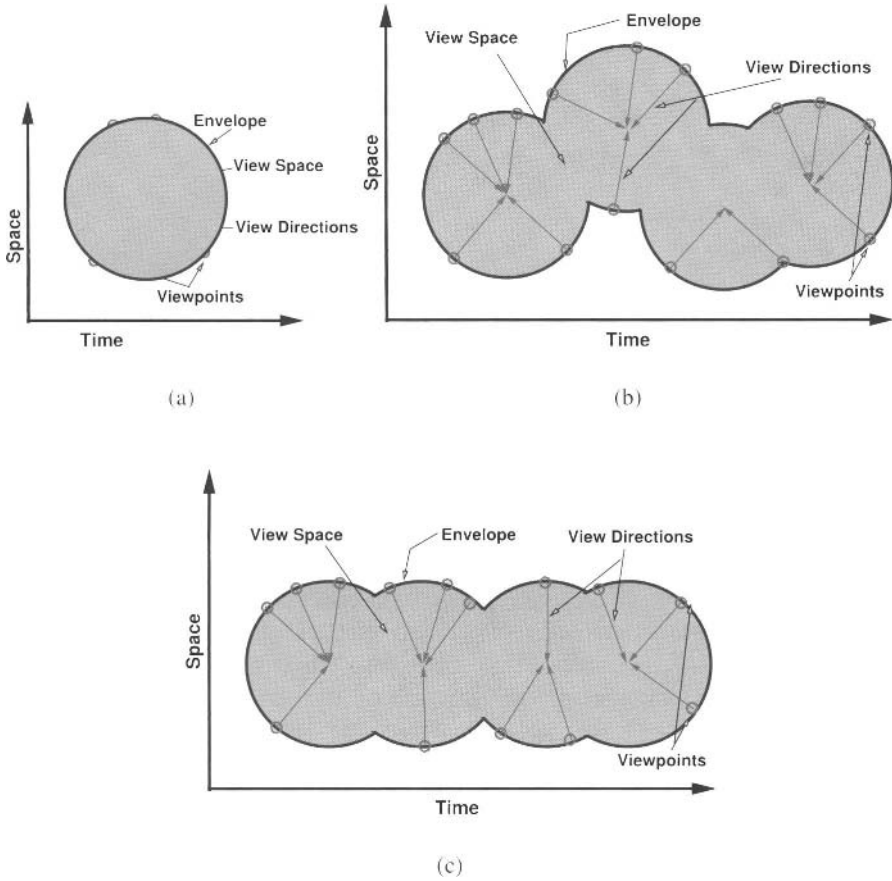 Space
Envelope
View Space
View Directions
Viewpoints
Time
(a)
Space
View Space
Envelope
View Directions
Viewpoints
Time
(b)
Space
View Space
Envelope
View Directions
Viewpoints
Time
(c)